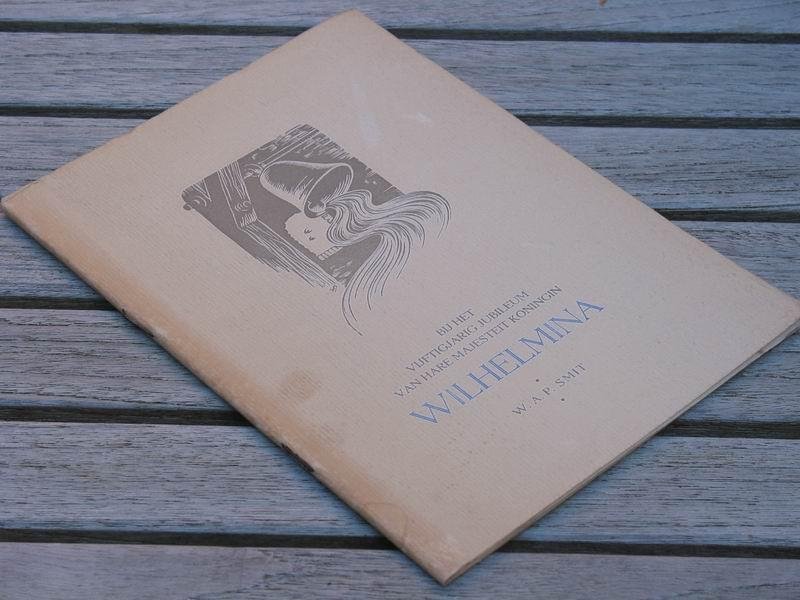 BIJ HET
VIJFTIGJARIG JUBILEUM
VAN HARE MAJESTEIT KONINGIN
WILHELMINA
W. A. P. SMIT